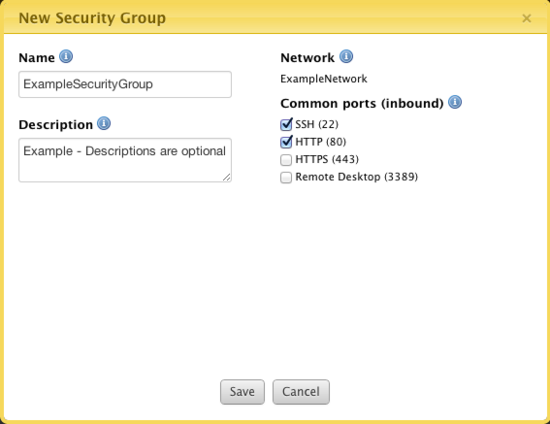 New Security Group
Name
ExampleSecurityGroup
Description
Example - Descriptions are optional
Network
ExampleNetwork
Common ports (inbound)
SSH (22)
HTTP (80)
HTTPS (443)
Remote Desktop (3389)
Save
Cancel